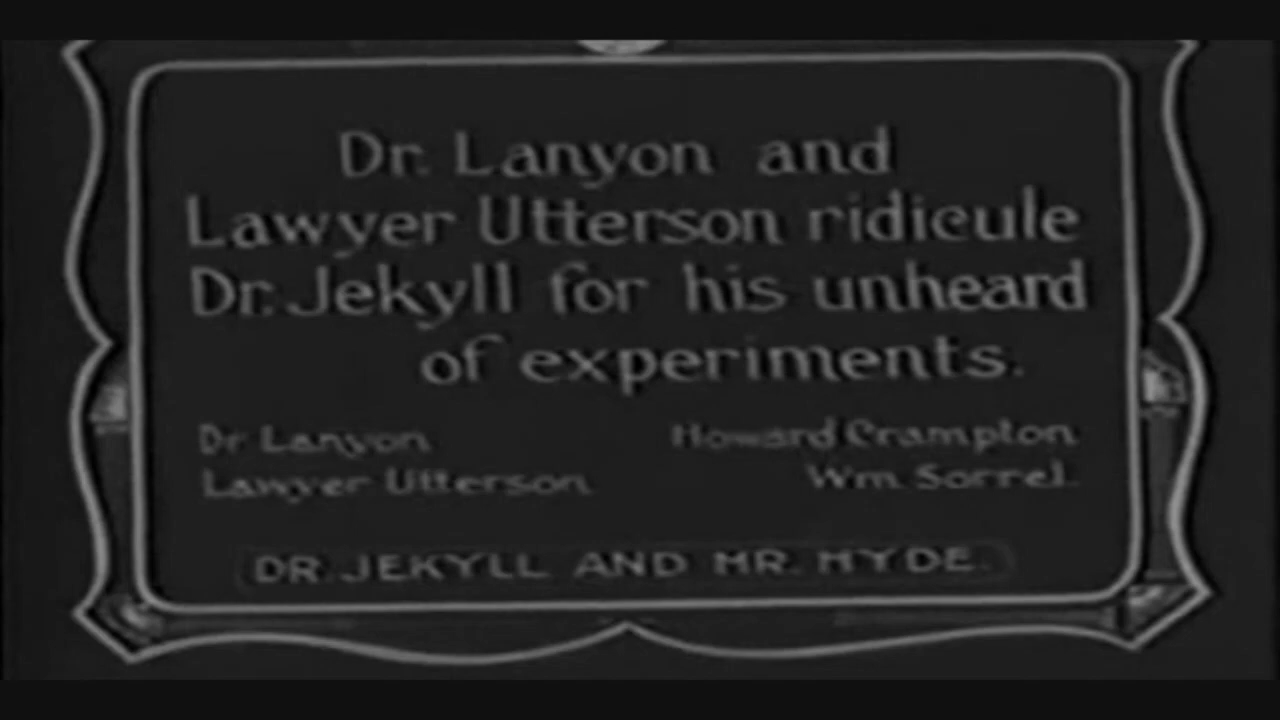 Dr. Lanyon and
Lawyer Utterson ridicule
Dr. Jekyll for his unheard
of experiments.
Dr Lanyon Howard Crampton
Lawyer Utterson Wm. Sorrel.
DR. JEKYLL AND MR. HYDE.